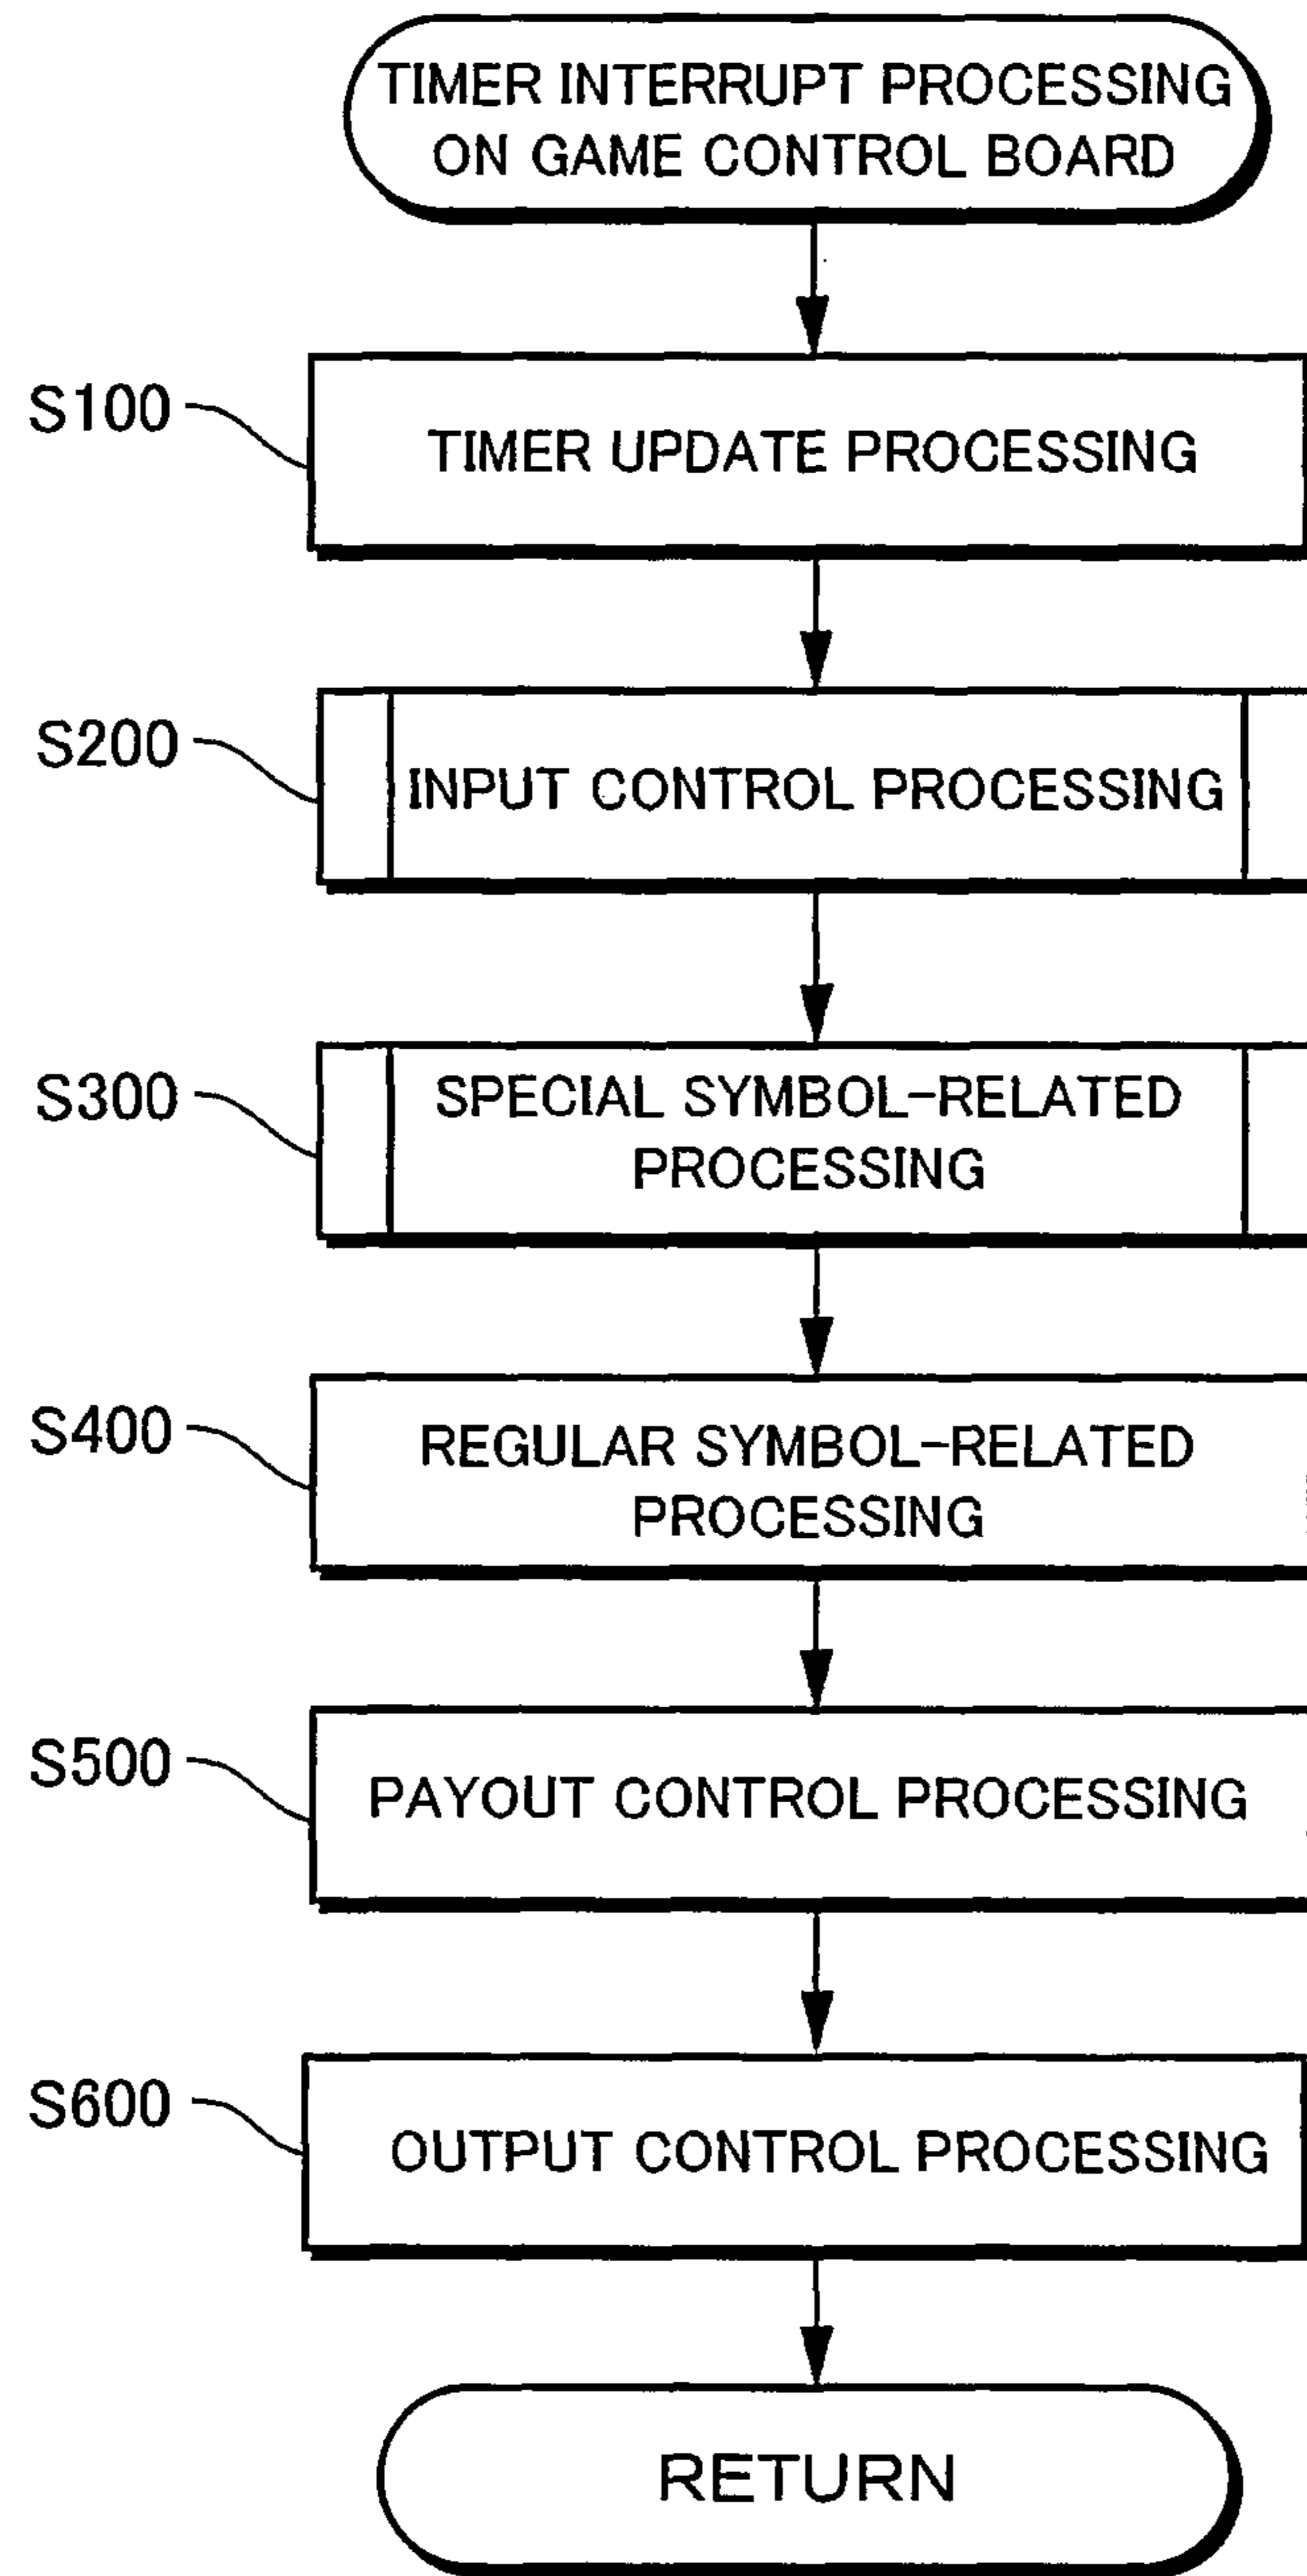 TIMER INTERRUPT PROCESSING
ON GAME CONTROL BOARD
S100
TIMER UPDATE PROCESSING
S200
INPUT CONTROL PROCESSING
S300
SPECIAL SYMBOL-RELATED
PROCESSING
S400
REGULAR SYMBOL-RELATED
PROCESSING
S500
PAYOUT CONTROL PROCESSING
S600
OUTPUT CONTROL PROCESSING
RETURN